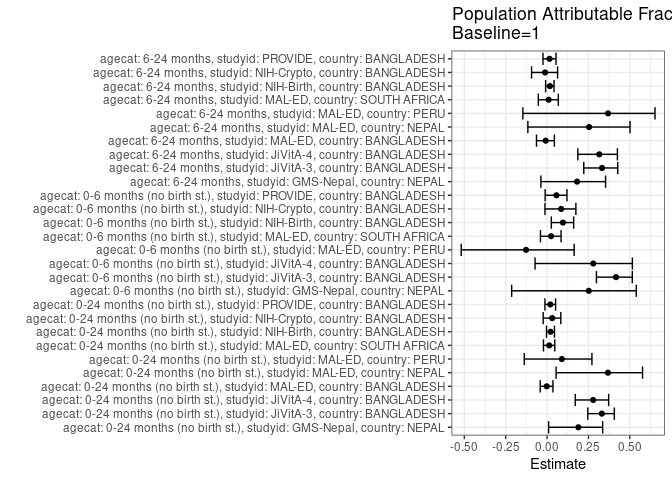 Population Attributable Frac
Baseline=1
agecat: 6-24 months, studyid: PROVIDE, country: BANGLADESH
agecat: 6-24 months, studyid: NIH-Crypto, country: BANGLADESH
agecat: 6-24 months, studyid: NIH-Birth, country: BANGLADESH
agecat: 6-24 months, studyid: MAL-ED, country: SOUTH AFRICA
agecat: 6-24 months, studyid: MAL-ED, country: PERU
agecat: 6-24 months, studyid: MAL-ED, country: NEPAL
agecat: 6-24 months, studyid: MAL-ED, country: BANGLADESH
agecat: 6-24 months, studyid: JiVitA-4, country: BANGLADESH
agecat: 6-24 months, studyid: JiVitA-3, country: BANGLADESH
agecat: 6-24 months, studyid: GMS-Nepal, country: NEPAL
agecat: 0-6 months (no birth st.), studyid: PROVIDE, country: BANGLADESH
agecat: 0-6 months (no birth st.), studyid: NIH-Crypto, country: BANGLADESH
agecat: 0-6 months (no birth st.), studyid: NIH-Birth, country: BANGLADESH
agecat: 0-6 months (no birth st.), studyid: MAL-ED, country: SOUTH AFRICA
agecat: 0-6 months (no birth st.), studyid: MAL-ED, country: PERU
agecat: 0-6 months (no birth st.), studyid: JiVitA-4, country: BANGLADESH
agecat: 0-6 months (no birth st.), studyid: JiVitA-3, country: BANGLADESH
agecat: 0-6 months (no birth st.), studyid: GMS-Nepal, country: NEPAL
agecat: 0-24 months (no birth st.), studyid: PROVIDE, country: BANGLADESH
agecat: 0-24 months (no birth st.), studyid: NIH-Crypto, country: BANGLADESH
agecat: 0-24 months (no birth st.), studyid: NIH-Birth, country: BANGLADESH
agecat: 0-24 months (no birth st.), studyid: MAL-ED, country: SOUTH AFRICA
agecat: 0-24 months (no birth st.), studyid: MAL-ED, country: PERU
agecat: 0-24 months (no birth st.), studyid: MAL-ED, country: NEPAL
agecat: 0-24 months (no birth st.), studyid: MAL-ED, country: BANGLADESH
agecat: 0-24 months (no birth st.), studyid: JiVitA-4, country: BANGLADESH
agecat: 0-24 months (no birth st.), studyid: JiVitA-3, country: BANGLADESH
agecat: 0-24 months (no birth st.), studyid: GMS-Nepal, country: NEPAL
-0.50 -0.25 0.00 0.25 0.50
Estimate